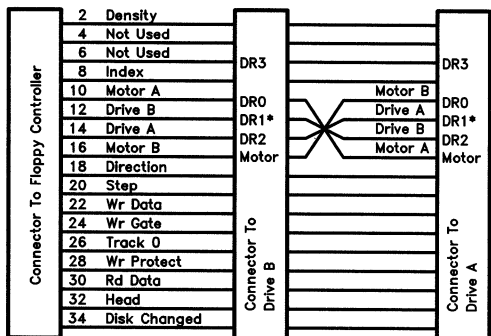 Connector To Floppy Controller
2 Density
4 Not Used
6 Not Used
8 Index
10 Motor A
12 Drive B
14 Drive A
16 Motor B
18 Direction
20 Step
22 Wr Data
24 Wr Gate
26 Track 0
28 Wr Protect
30 Rd Data
32 Head
34 Disk Changed
DR3
DR0
DR1*
DR2
Motor
Connector To
Drive B
Motor B
Drive A
Drive B
Motor A
DR3
DR0
DR1*
DR2
Motor
Connector To
Drive A